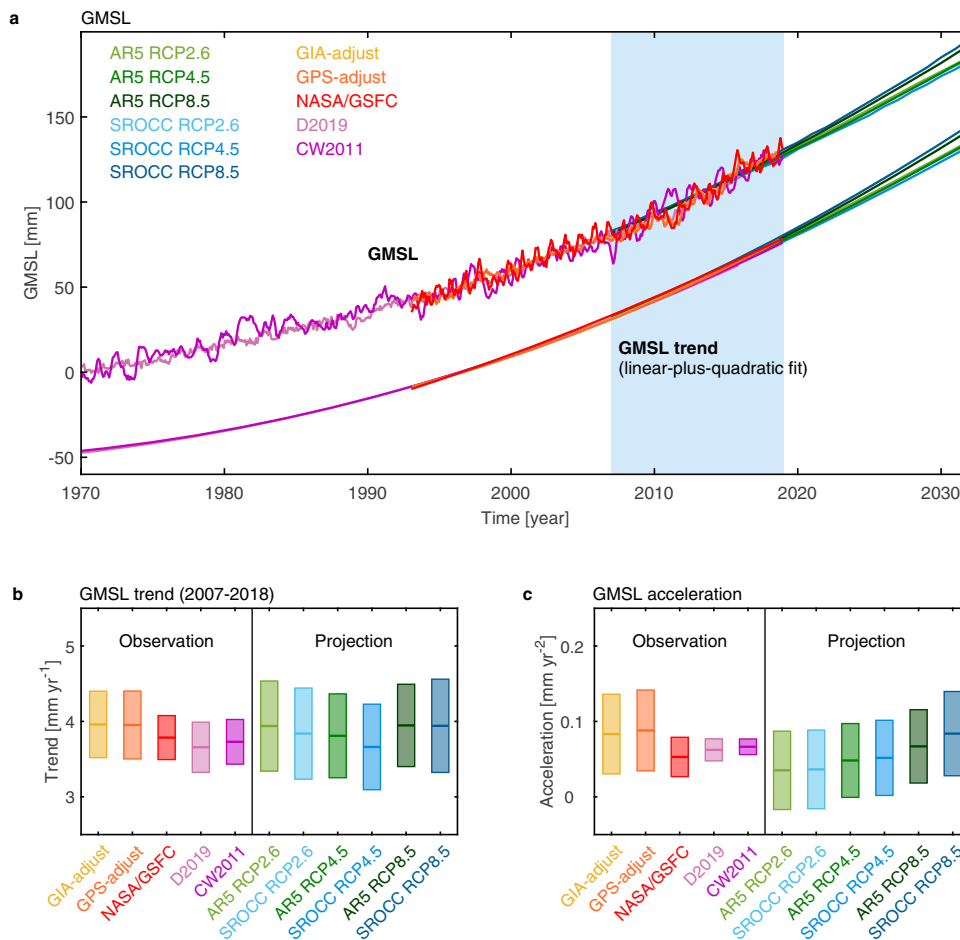 a
GMSL
AR5 RCP2.6
GIA-adjust
AR5 RCP4.5
GPS-adjust
AR5 RCP8.5
NASA/GSFC
SROCC RCP2.6
D2019
SROCC RCP4.5
CW2011
SROCC RCP8.5
150
100
50
0
-50
GMSL [mm]
GMSL
GMSL trend
(linear-plus-quadratic fit)
1970 1980 1990 2000 2010 2020 2030
Time [year]
b
GMSL trend (2007-2018)
Observation
Projection
5
4
3
Trend [mm yr⁻¹]
GIA-adjust
GPS-adjust
NASA/GSFC
D2019
CW2011
AR5 RCP2.6
SROCC RCP2.6
AR5 RCP4.5
SROCC RCP4.5
AR5 RCP8.5
SROCC RCP8.5
c
GMSL acceleration
Observation
Projection
0.2
0.1
0
Acceleration [mm yr⁻²]
GIA-adjust
GPS-adjust
NASA/GSFC
D2019
CW2011
AR5 RCP2.6
SROCC RCP2.6
AR5 RCP4.5
SROCC RCP4.5
AR5 RCP8.5
SROCC RCP8.5